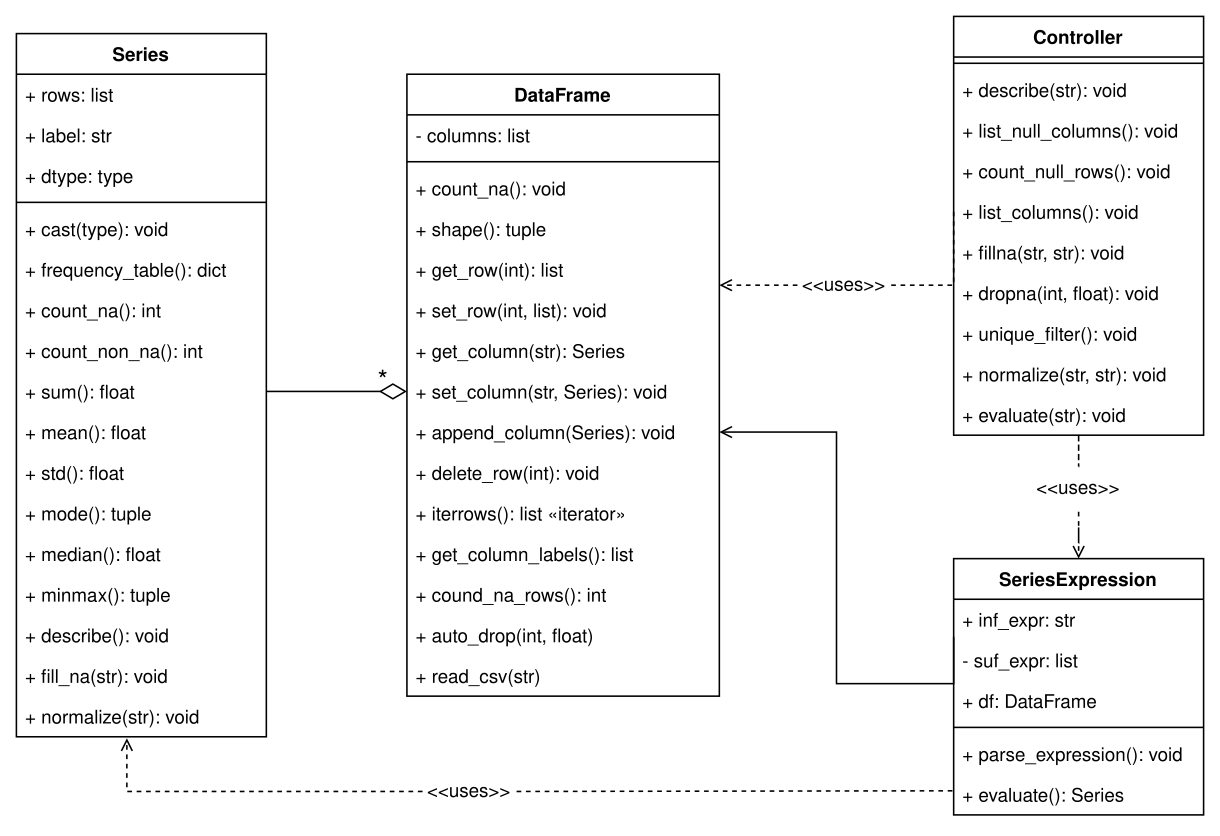 Series
+ rows: list
+ label: str
+ dtype: type
+ cast(type): void
+ frequency_table(): dict
+ count_na(): int
+ count_non_na(): int
+ sum(): float
+ mean(): float
+ std(): float
+ mode(): tuple
+ median(): float
+ minmax(): tuple
+ describe(): void
+ fill_na(str): void
+ normalize(str): void
*
DataFrame
- columns: list
+ count_na(): void
+ shape(): tuple
+ get_row(int): list
+ set_row(int, list): void
+ get_column(str): Series
+ set_column(str, Series): void
+ append_column(Series): void
+ delete_row(int): void
+ iterrows(): list «iterator»
+ get_column_labels(): list
+ cound_na_rows(): int
+ auto_drop(int, float)
+ read_csv(str)
<<uses>>
Controller
+ describe(str): void
+ list_null_columns(): void
+ count_null_rows(): void
+ list_columns(): void
+ fillna(str, str): void
+ dropna(int, float): void
+ unique_filter(): void
+ normalize(str, str): void
+ evaluate(str): void
<<uses>>
SeriesExpression
+ inf_expr: str
- suf_expr: list
+ df: DataFrame
+ parse_expression(): void
+ evaluate(): Series
<<uses>>